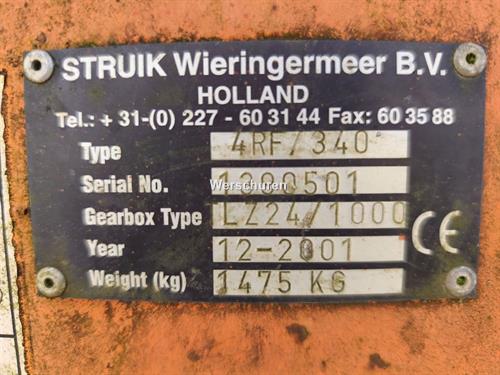 STRUIK Wieringermeer B.V.
HOLLAND
Tel.: + 31-(0) 227 - 60 31 44 Fax: 60 35 88
Type 4RF/340
Serial No. 1200501
Werschuren
Gearbox Type LZ24/1000
CE
Year 12-2001
Weight (kg) 1475 KG